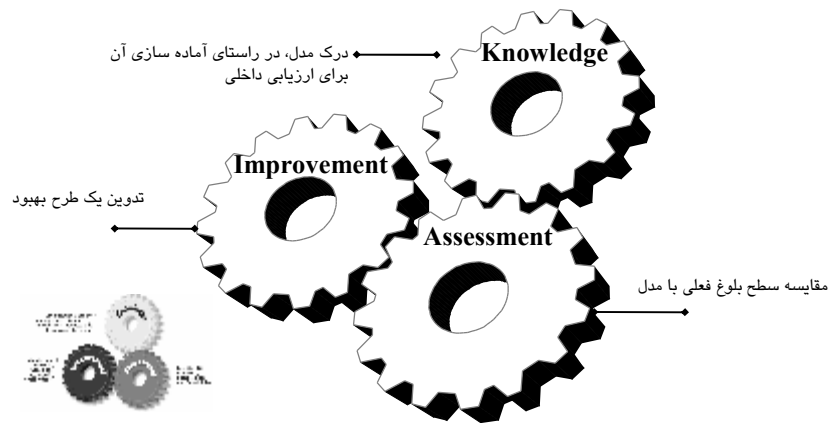 درک مدل، در راستای آماده سازی آن
برای ارزیابی داخلی
Knowledge
Improvement
تدوین یک طرح بهبود
Assessment
مقایسه سطح بلوغ فعلی با مدل